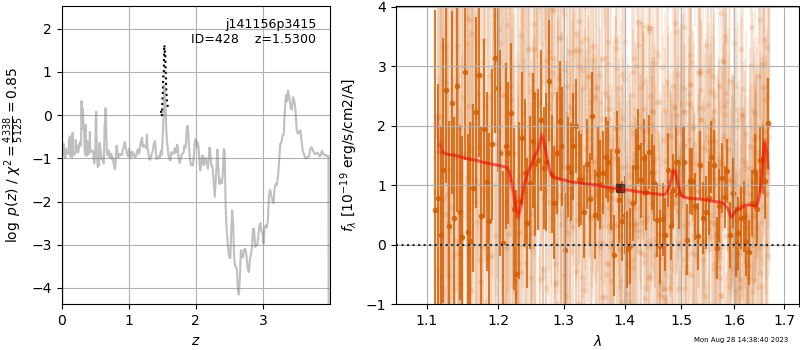 j141156p3415
ID=428 z=1.5300
log p(z) / χ² = 4338/5125 = 0.85
2
1
0
−1
−2
−3
−4
0 1 2 3
z
f_λ [10⁻¹⁹ erg/s/cm2/A]
4
3
2
1
0
−1
1.1 1.2 1.3 1.4 1.5 1.6 1.7
λ
Mon Aug 28 14:38:40 2023